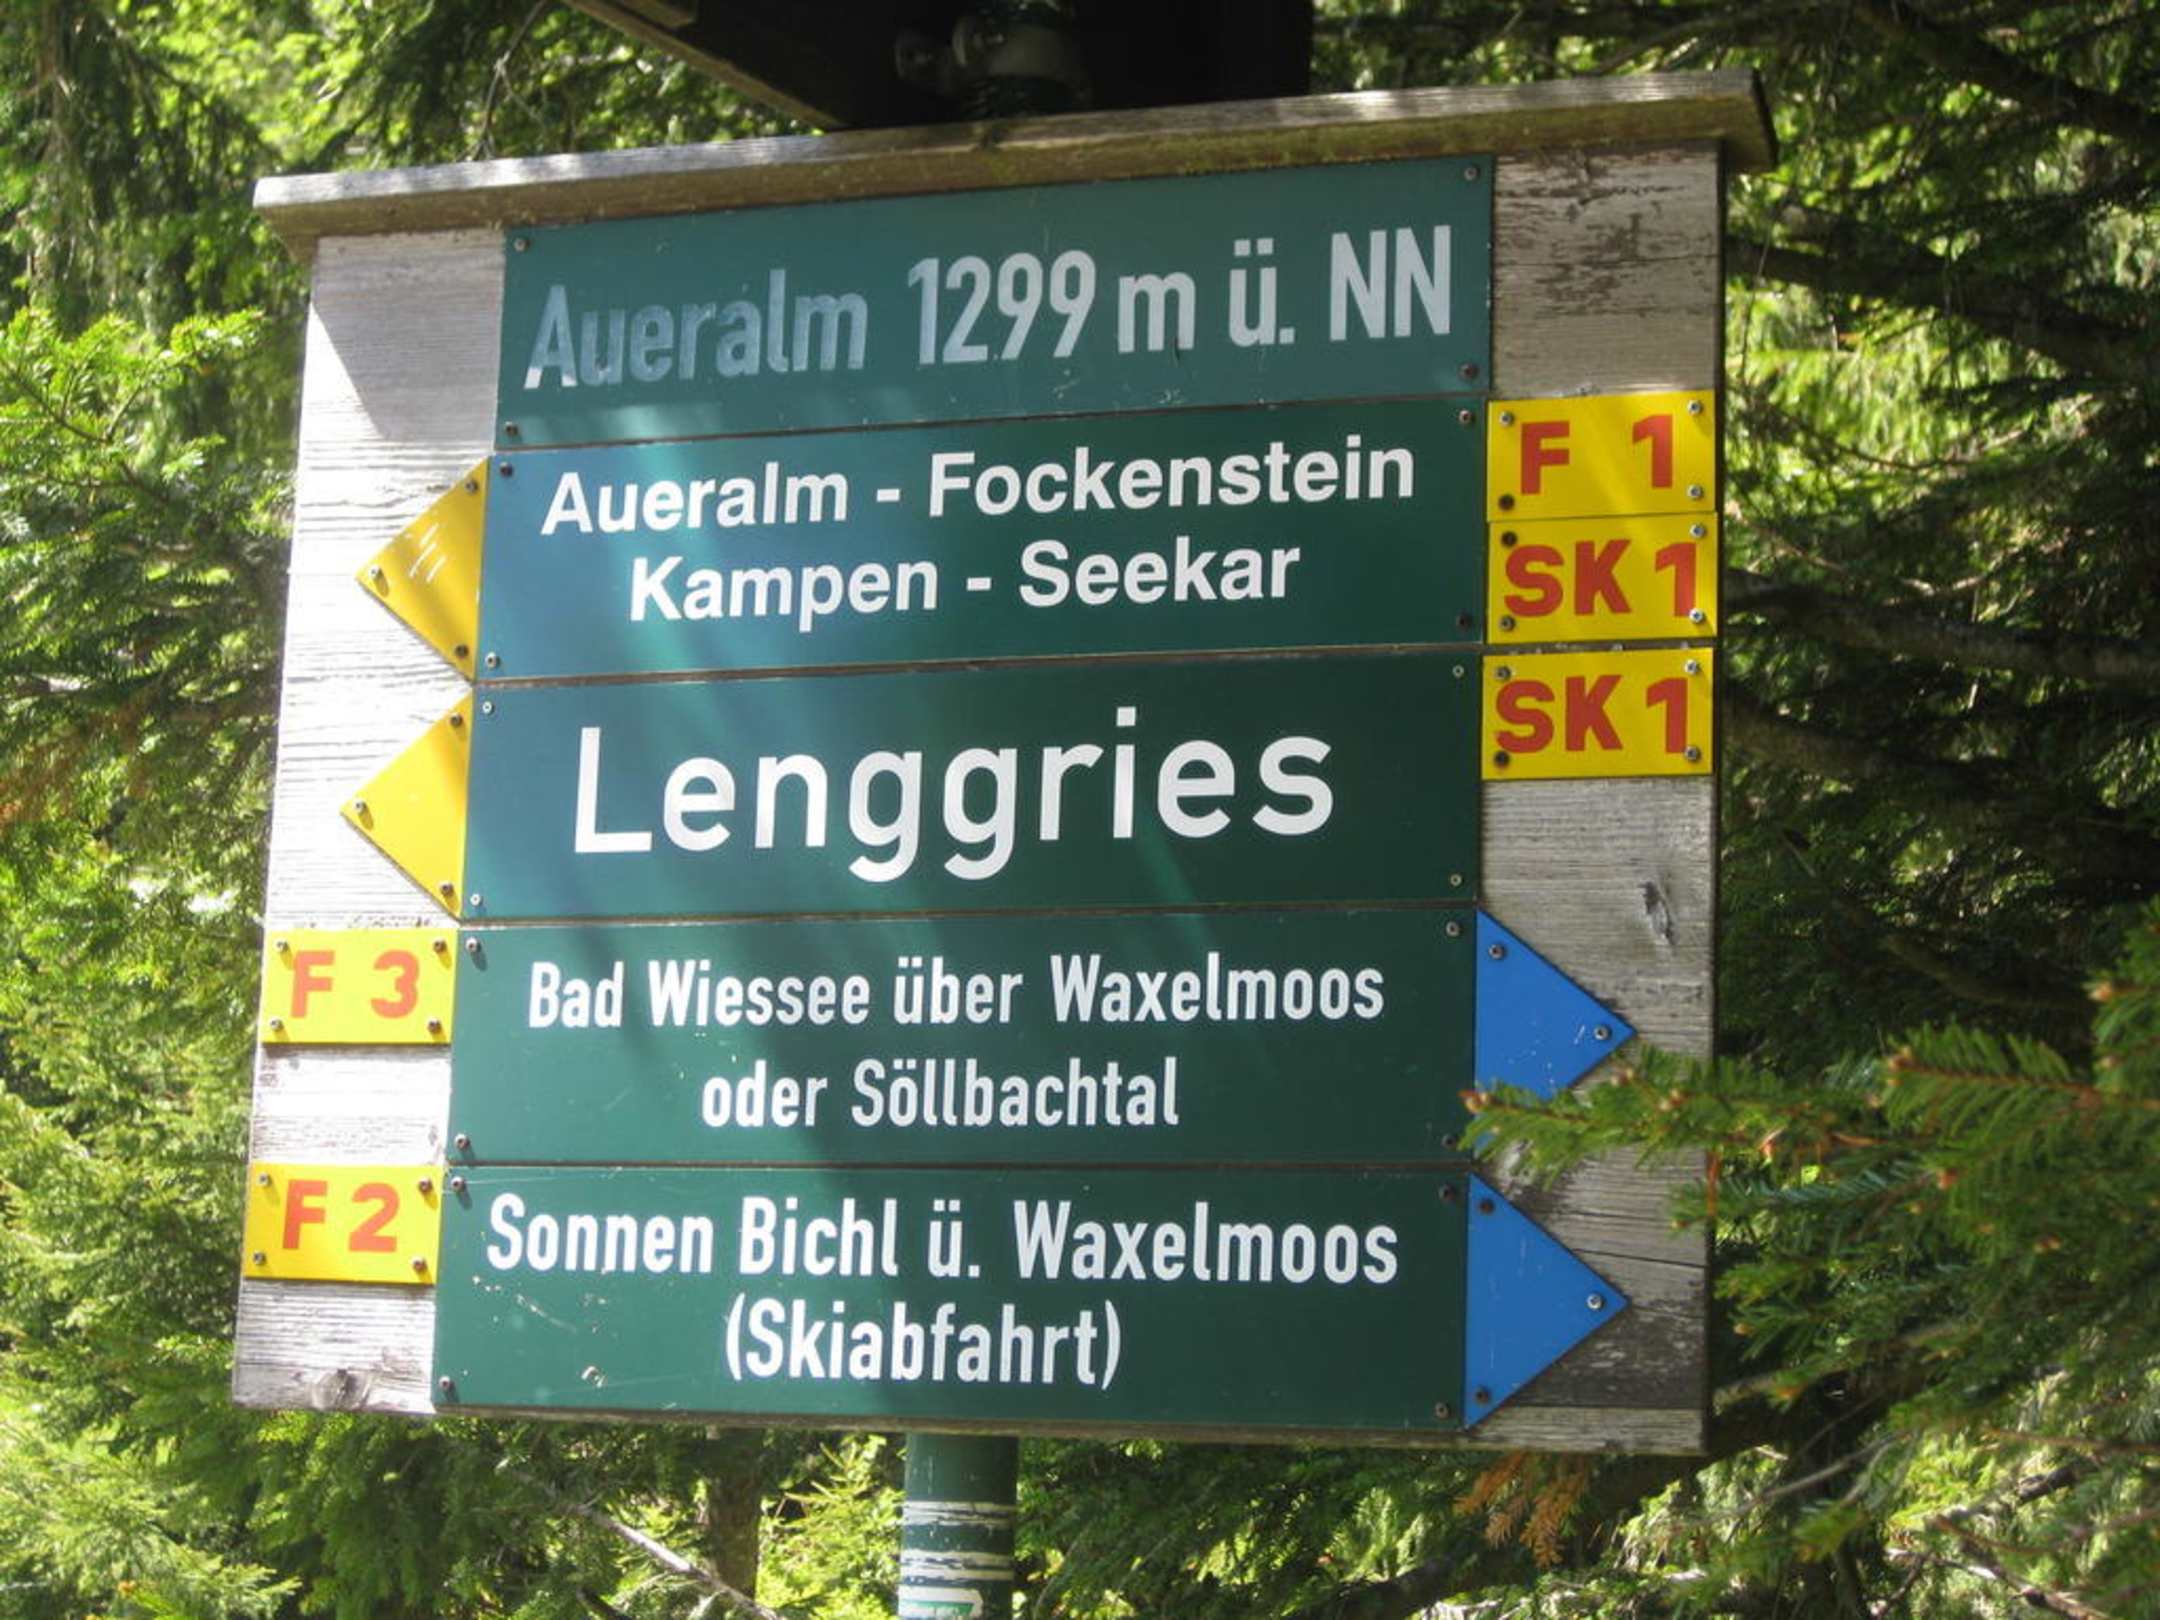 Aueralm 1299 m ü. NN
Aueralm - Fockenstein
Kampen - Seekar
F 1
SK 1
Lenggries
SK 1
F 3
Bad Wiessee über Waxelmoos
oder Söllbachtal
F 2
Sonnen Bichl ü. Waxelmoos
(Skiabfahrt)